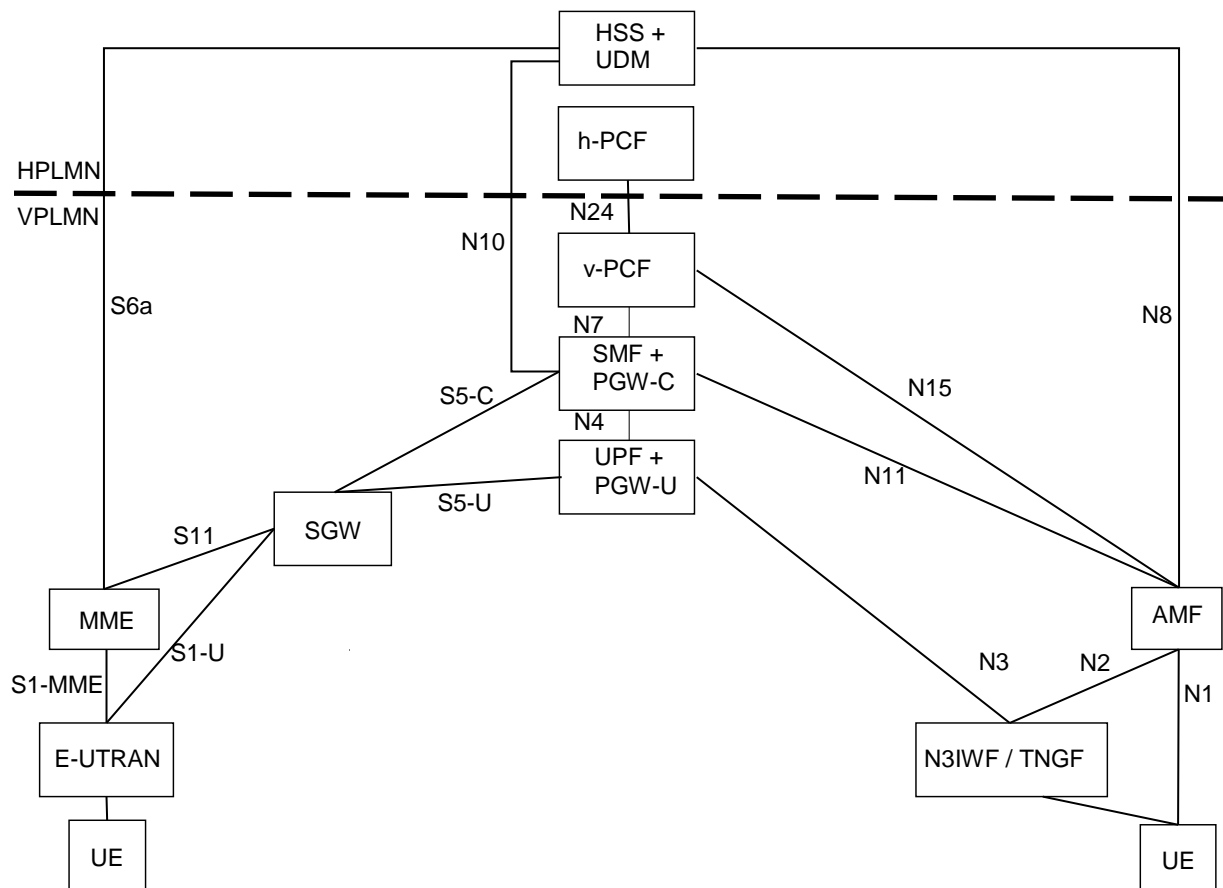 HSS +
UDM
h-PCF
HPLMN
VPLMN
N24
N10
v-PCF
S6a
N8
N7
SMF +
PGW-C
N15
S5-C
N4
UPF +
PGW-U
N11
S5-U
SGW
S11
MME
AMF
S1-U
N3
N2
S1-MME
N1
E-UTRAN
N3IWF / TNGF
UE
UE